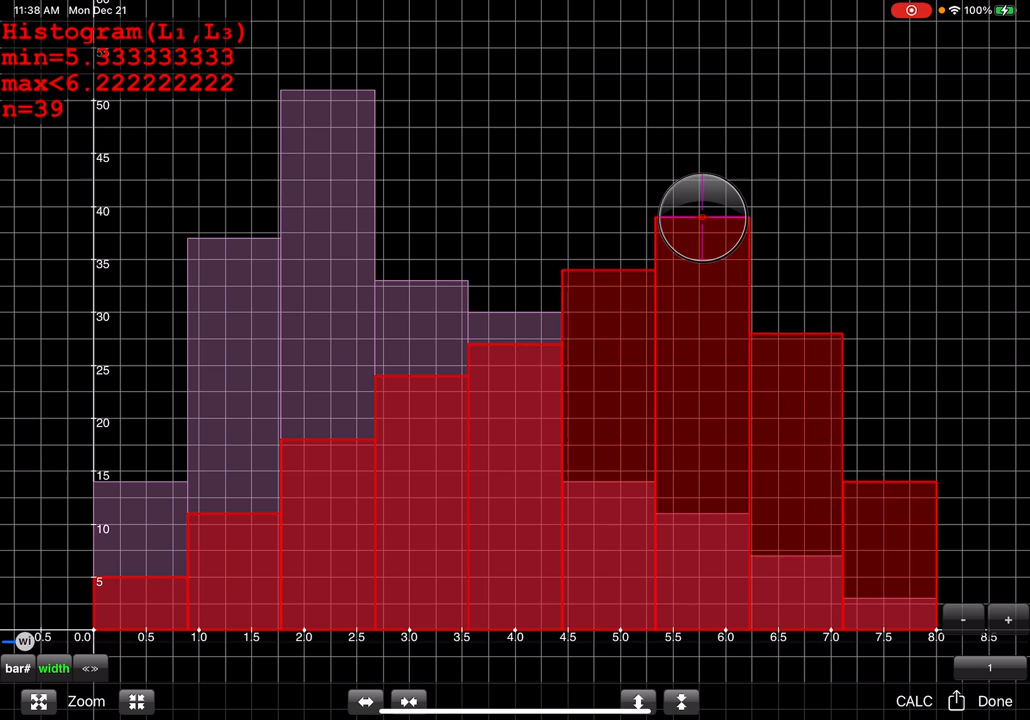 11:38 AM Mon Dec 21
100%
Histogram(L₁,L₃)
min=5.333333333
max<6.222222222
n=39
50
45
40
35
30
25
20
15
10
5
0.5 0.0 0.5 1.0 1.5 2.0 2.5 3.0 3.5 4.0 4.5 5.0 5.5 6.0 6.5 7.0 7.5 8.0 8.5
wi
- +
bar# width «»
1
Zoom
CALC Done